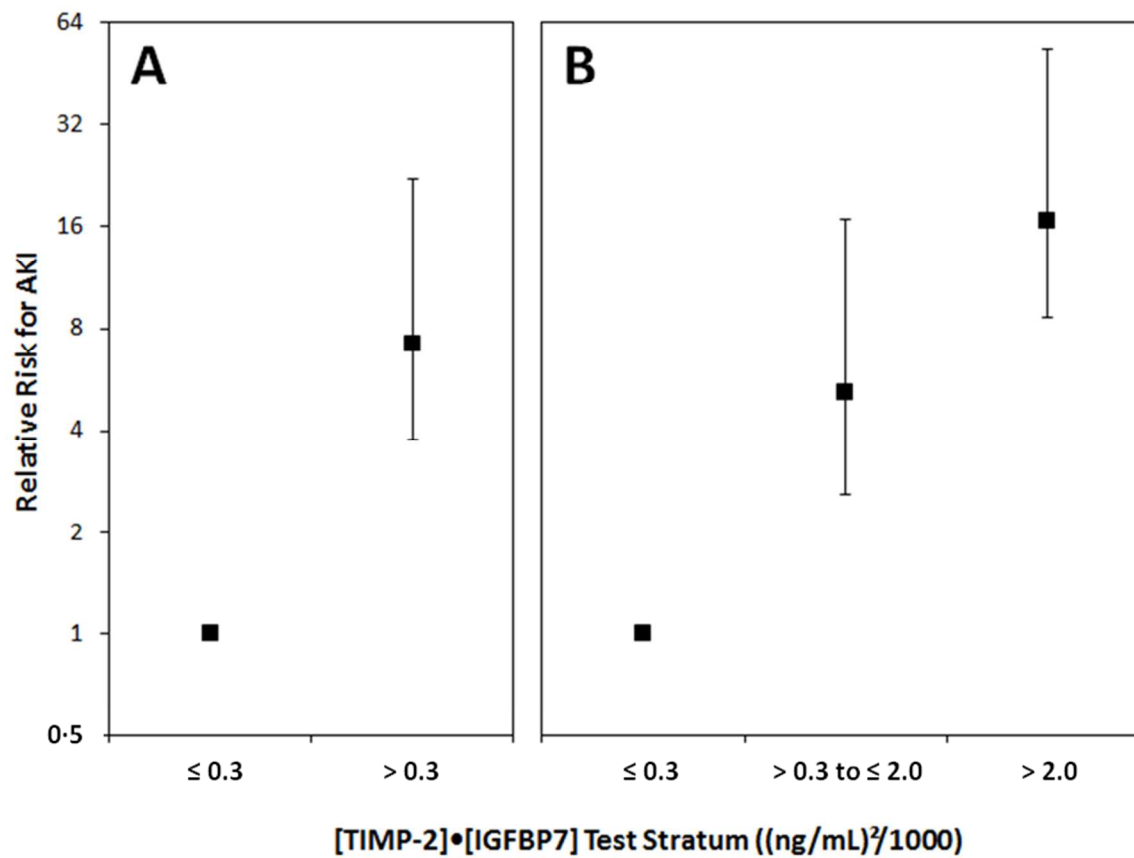 A
B
64
32
16
8
4
2
1
0·5
Relative Risk for AKI
≤ 0.3
> 0.3
≤ 0.3
> 0.3 to ≤ 2.0
> 2.0
[TIMP-2]•[IGFBP7] Test Stratum ((ng/mL)²/1000)